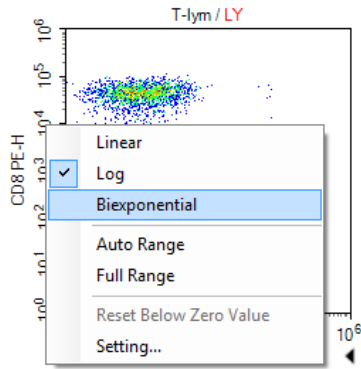 T-lym / LY
10^6
10^5
10^4
10^3
10^2
10^1
10^0
CD8 PE-H
Linear
Log
Biexponential
Auto Range
Full Range
Reset Below Zero Value
Setting...
10^6